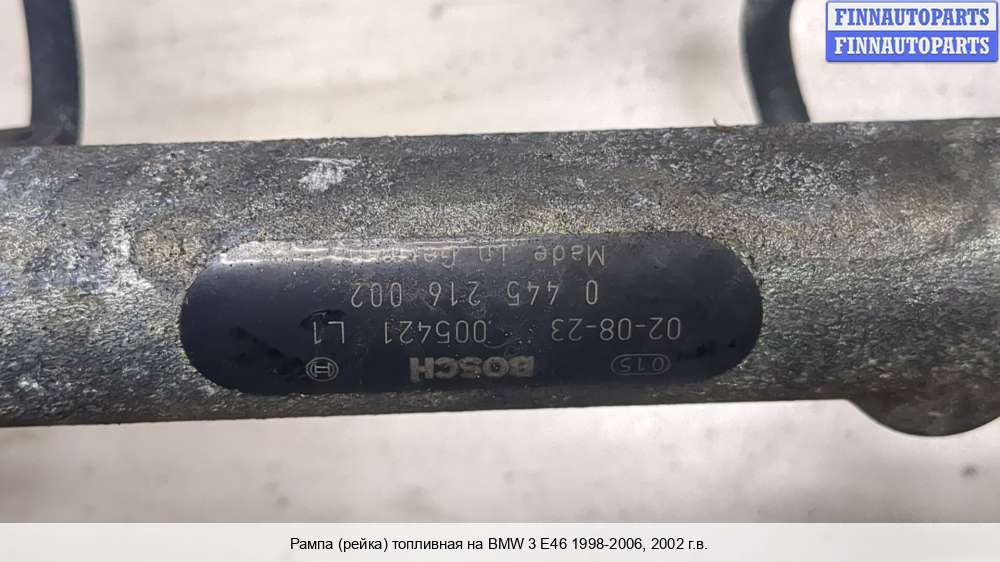 FINNAUTOPARTS
FINNAUTOPARTS
015 BOSCH
02-08-23 005421 L1
0 445 216 002
Made in Germany
Рампа (рейка) топливная на BMW 3 E46 1998-2006, 2002 г.в.